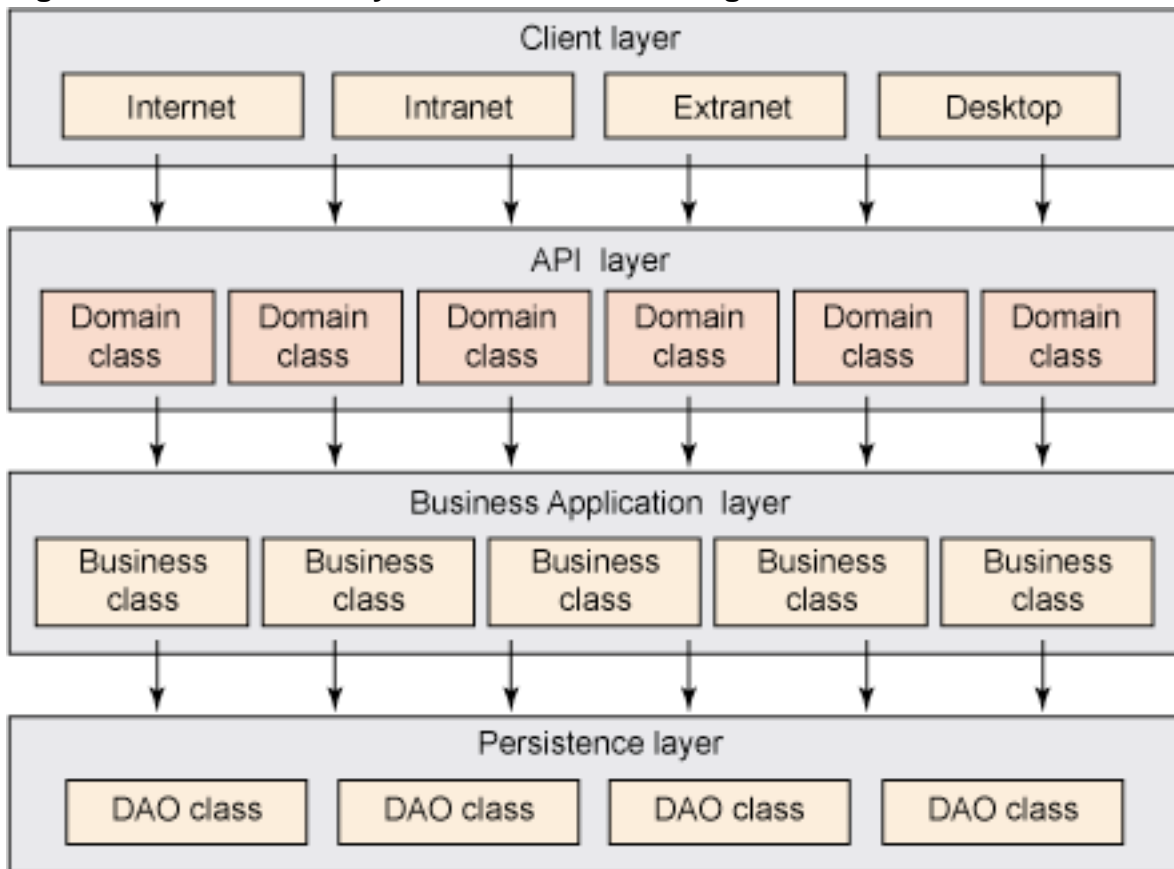 Client layer
Internet Intranet Extranet Desktop
API layer
Domain class Domain class Domain class Domain class Domain class Domain class
Business Application layer
Business class Business class Business class Business class Business class
Persistence layer
DAO class DAO class DAO class DAO class